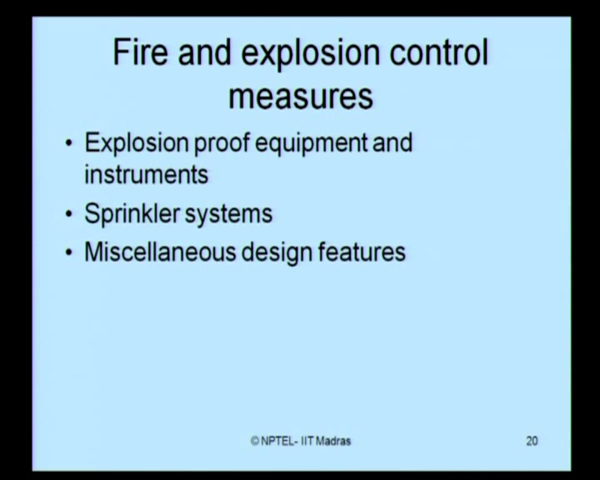 Fire and explosion control
measures
• Explosion proof equipment and
instruments
• Sprinkler systems
• Miscellaneous design features
© NPTEL- IIT Madras
20